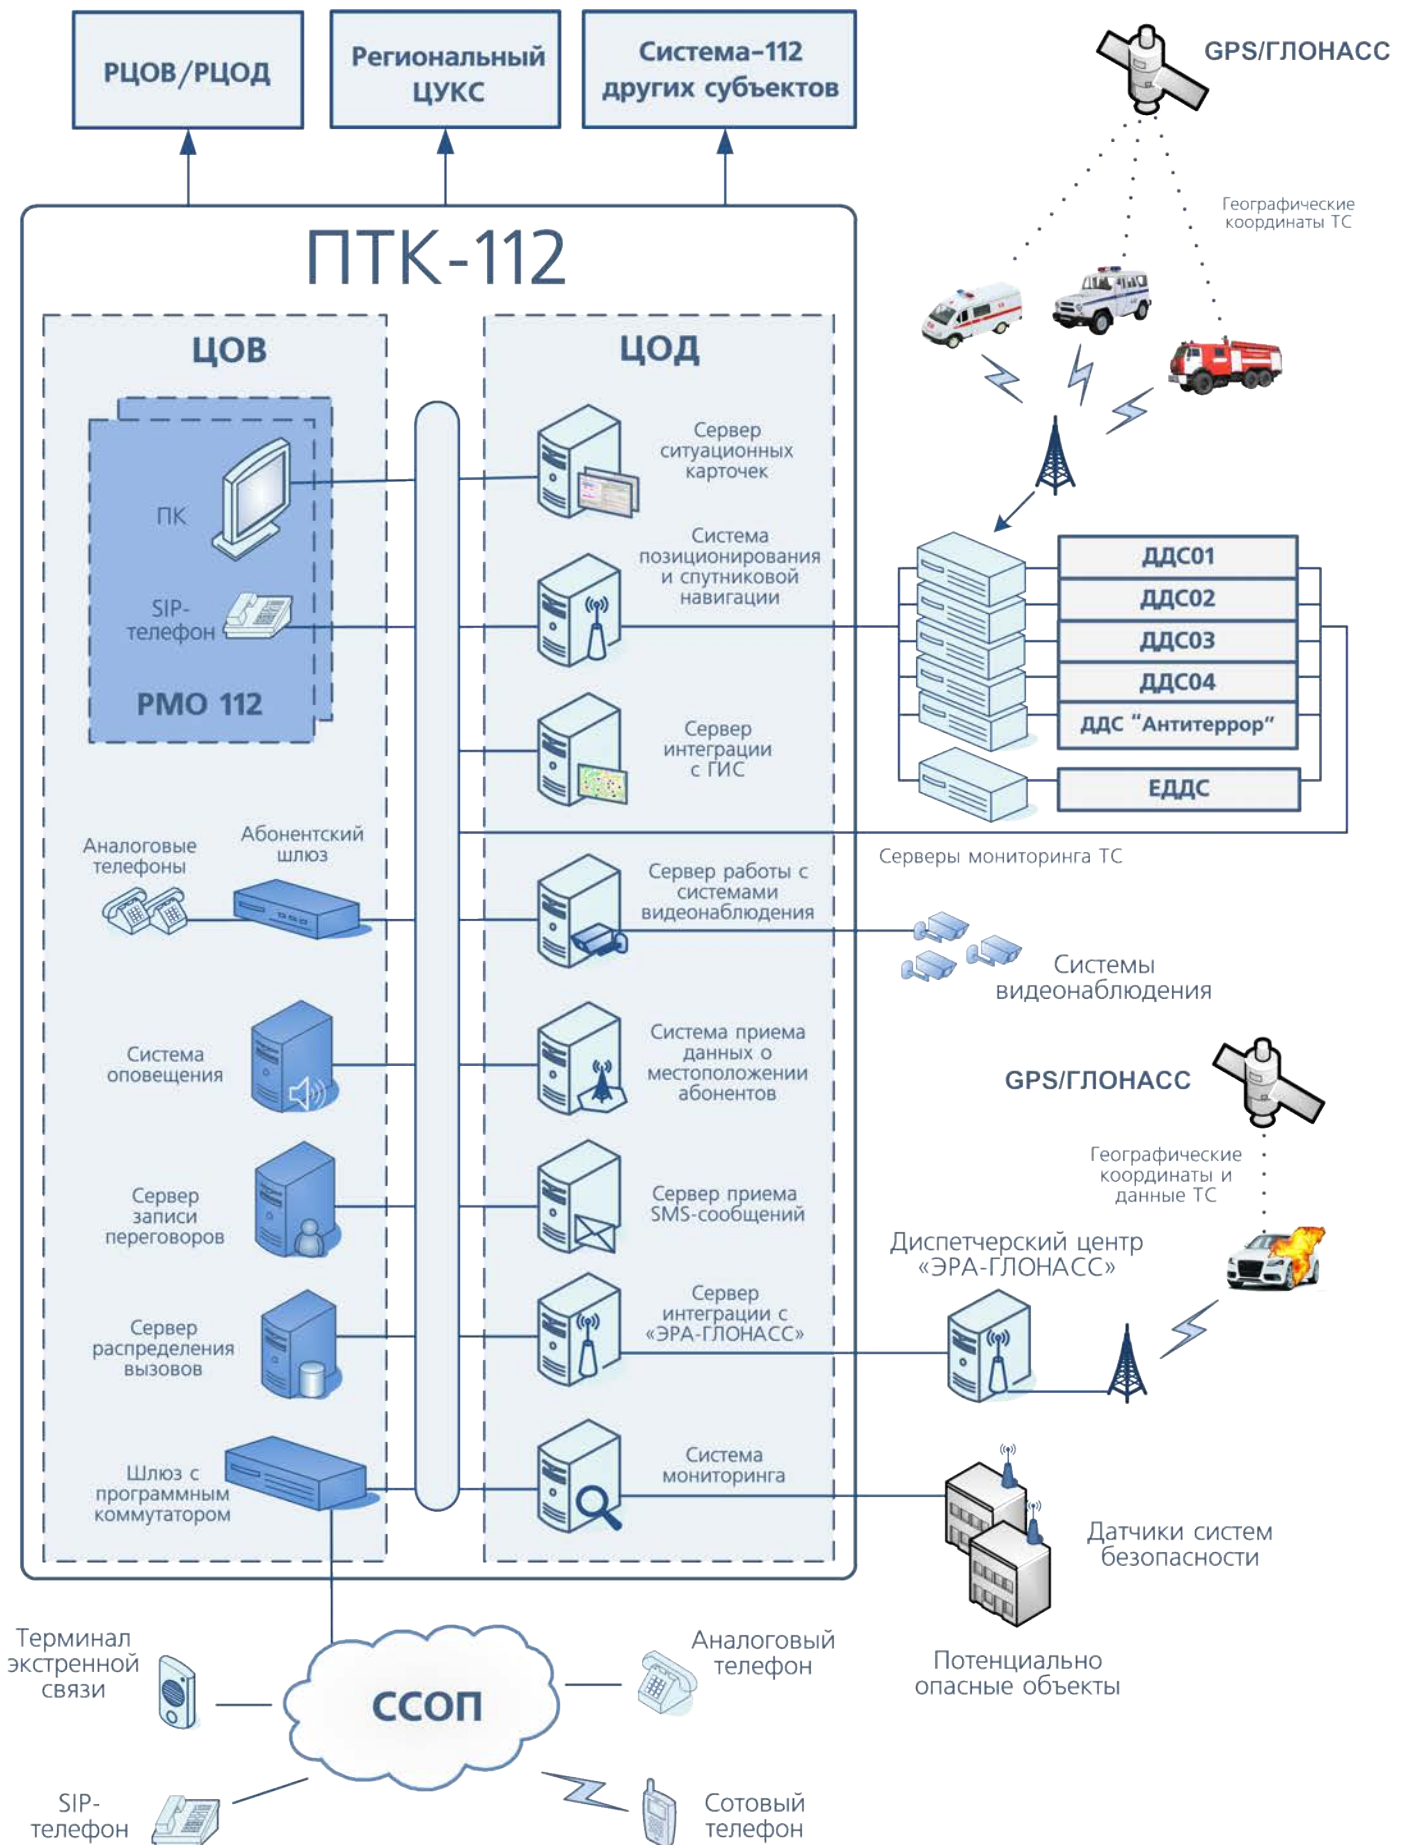 РЦОВ/РЦОД
Региональный
ЦУКС
Система-112
других субъектов
GPS/ГЛОНАСС
Географические
координаты ТС
ПТК-112
ЦОВ
ПК
SIP-
телефон
РМО 112
Аналоговые
телефоны
Абонентский
шлюз
Система
оповещения
Сервер
записи
переговоров
Сервер
распределения
вызовов
Шлюз с
программным
коммутатором
ЦОД
Сервер
ситуационных
карточек
Система
позиционирования
и спутниковой
навигации
Сервер
интеграции
с ГИС
Сервер работы с
системами
видеонаблюдения
Система приема
данных о
местоположении
абонентов
Сервер приема
SMS-сообщений
Сервер
интеграции с
«ЭРА-ГЛОНАСС»
Система
мониторинга
ДДС01
ДДС02
ДДС03
ДДС04
ДДС “Антитеррор”
ЕДДС
Серверы мониторинга ТС
Системы
видеонаблюдения
GPS/ГЛОНАСС
Географические
координаты и
данные ТС
Диспетчерский центр
«ЭРА-ГЛОНАСС»
Датчики систем
безопасности
Потенциально
опасные объекты
Терминал
экстренной
связи
ССОП
Аналоговый
телефон
SIP-
телефон
Сотовый
телефон